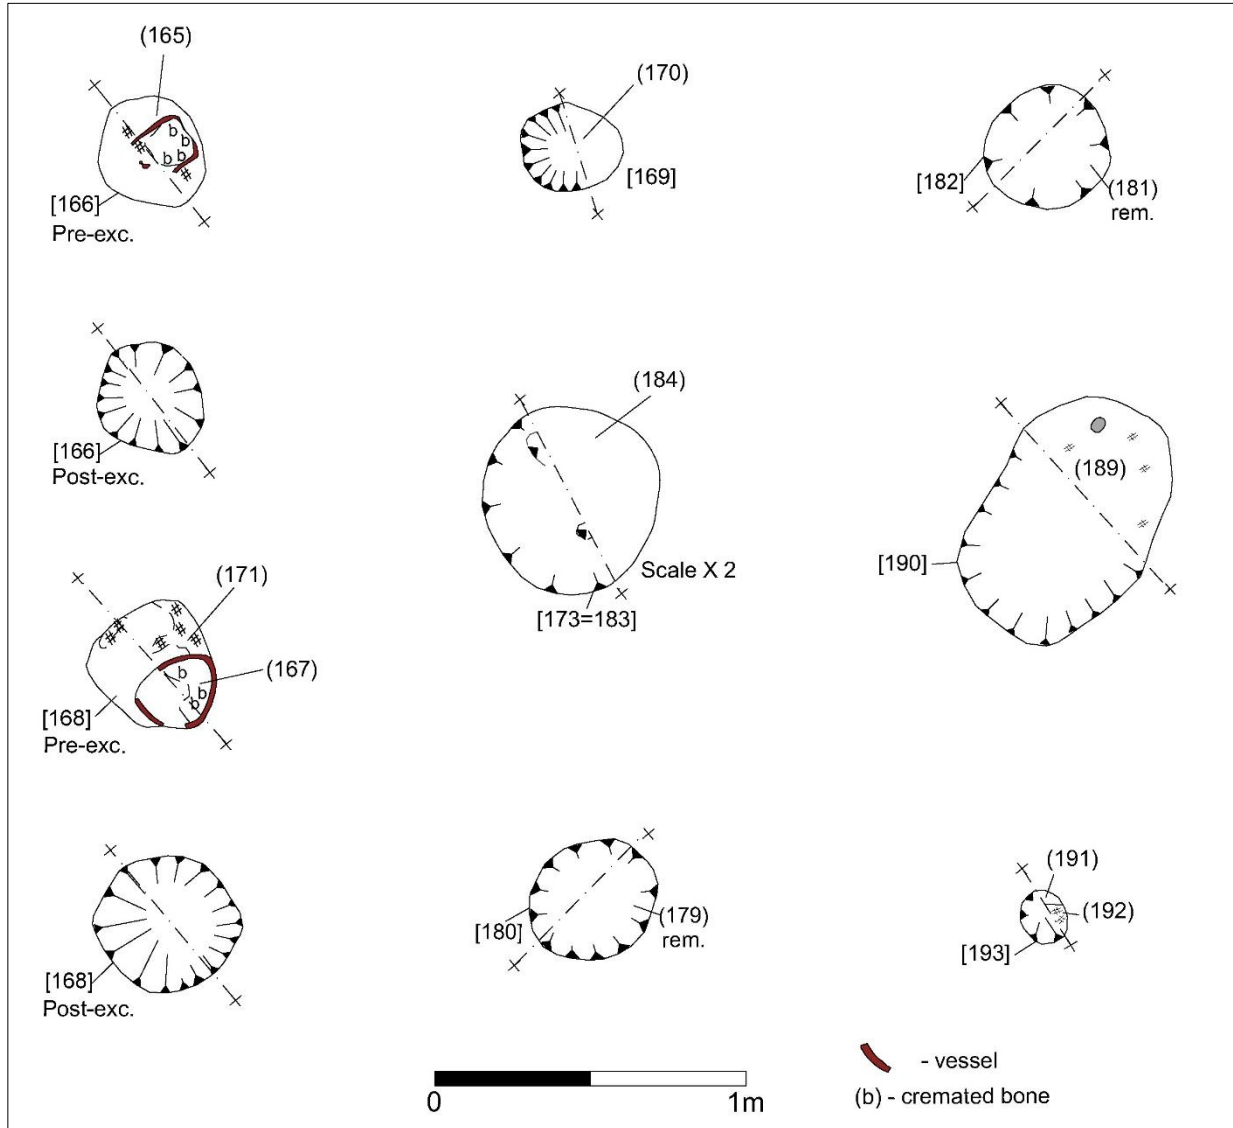 (165)
[166]
Pre-exc.
(170)
[169]
[182]
(181)
rem.
[166]
Post-exc.
(184)
Scale X 2
[173=183]
(189)
[190]
(171)
(167)
[168]
Pre-exc.
b
b
b
b
b
b
b
[168]
Post-exc.
[180]
(179)
rem.
(191)
(192)
[193]
0
1m
- vessel
(b) - cremated bone